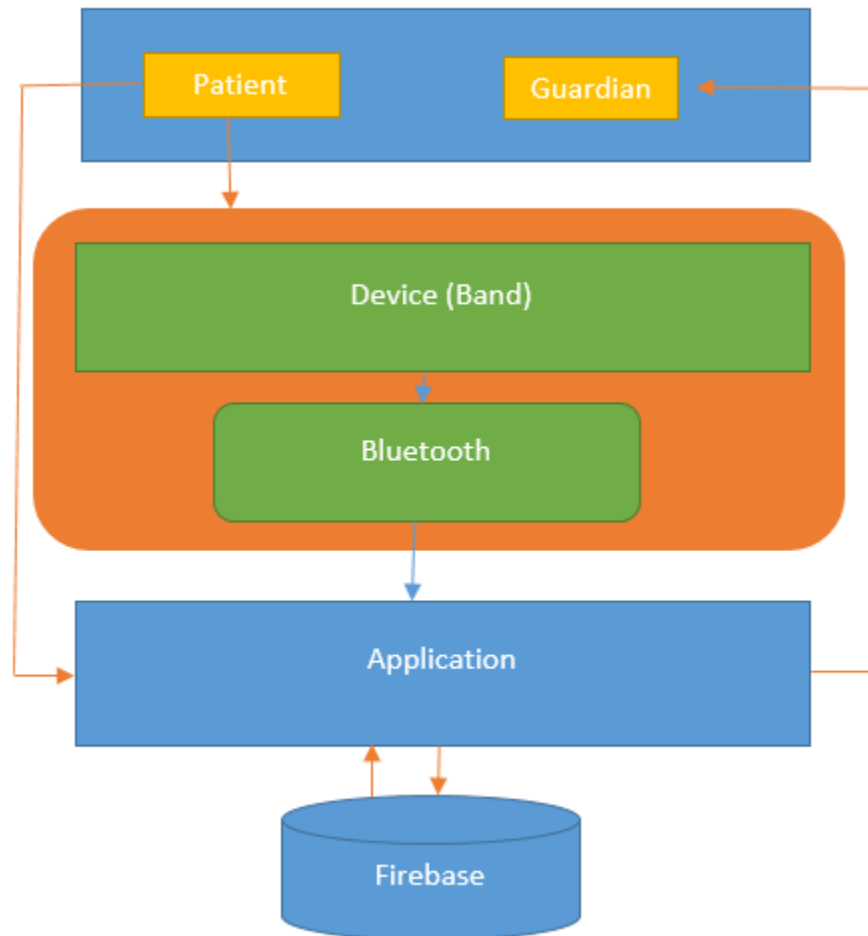 Patient
Guardian
Device (Band)
Bluetooth
Application
Firebase